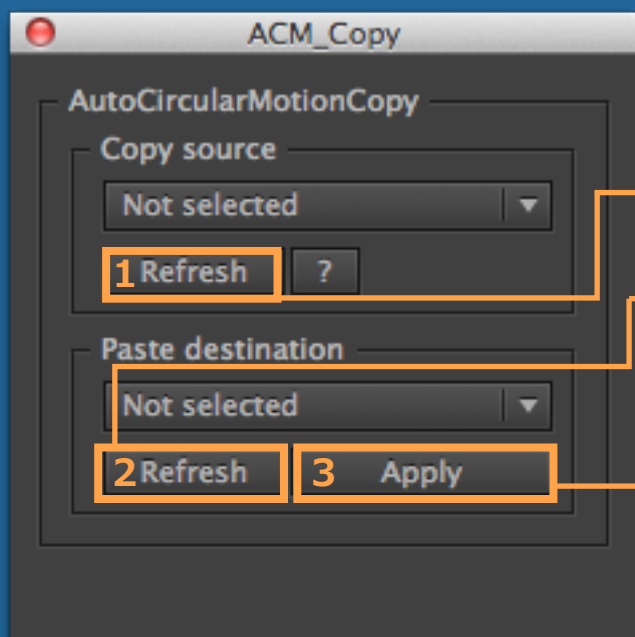 ACM_Copy
AutoCircularMotionCopy
Copy source
Not selected
1 Refresh ?
Paste destination
Not selected
2 Refresh 3 Apply